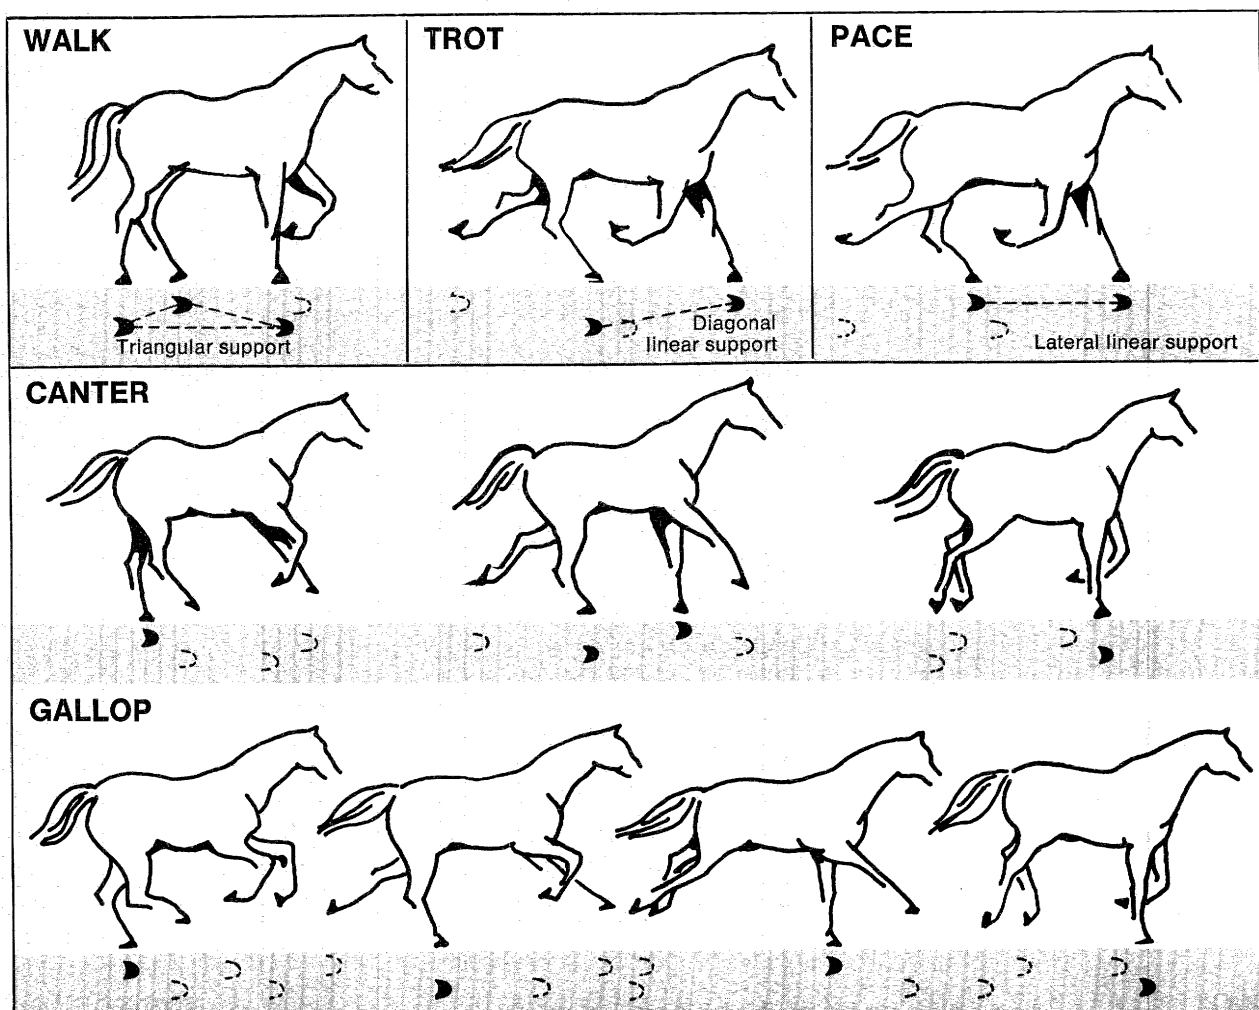 WALK
TROT
PACE
Triangular support
Diagonal
linear support
Lateral linear support
CANTER
GALLOP